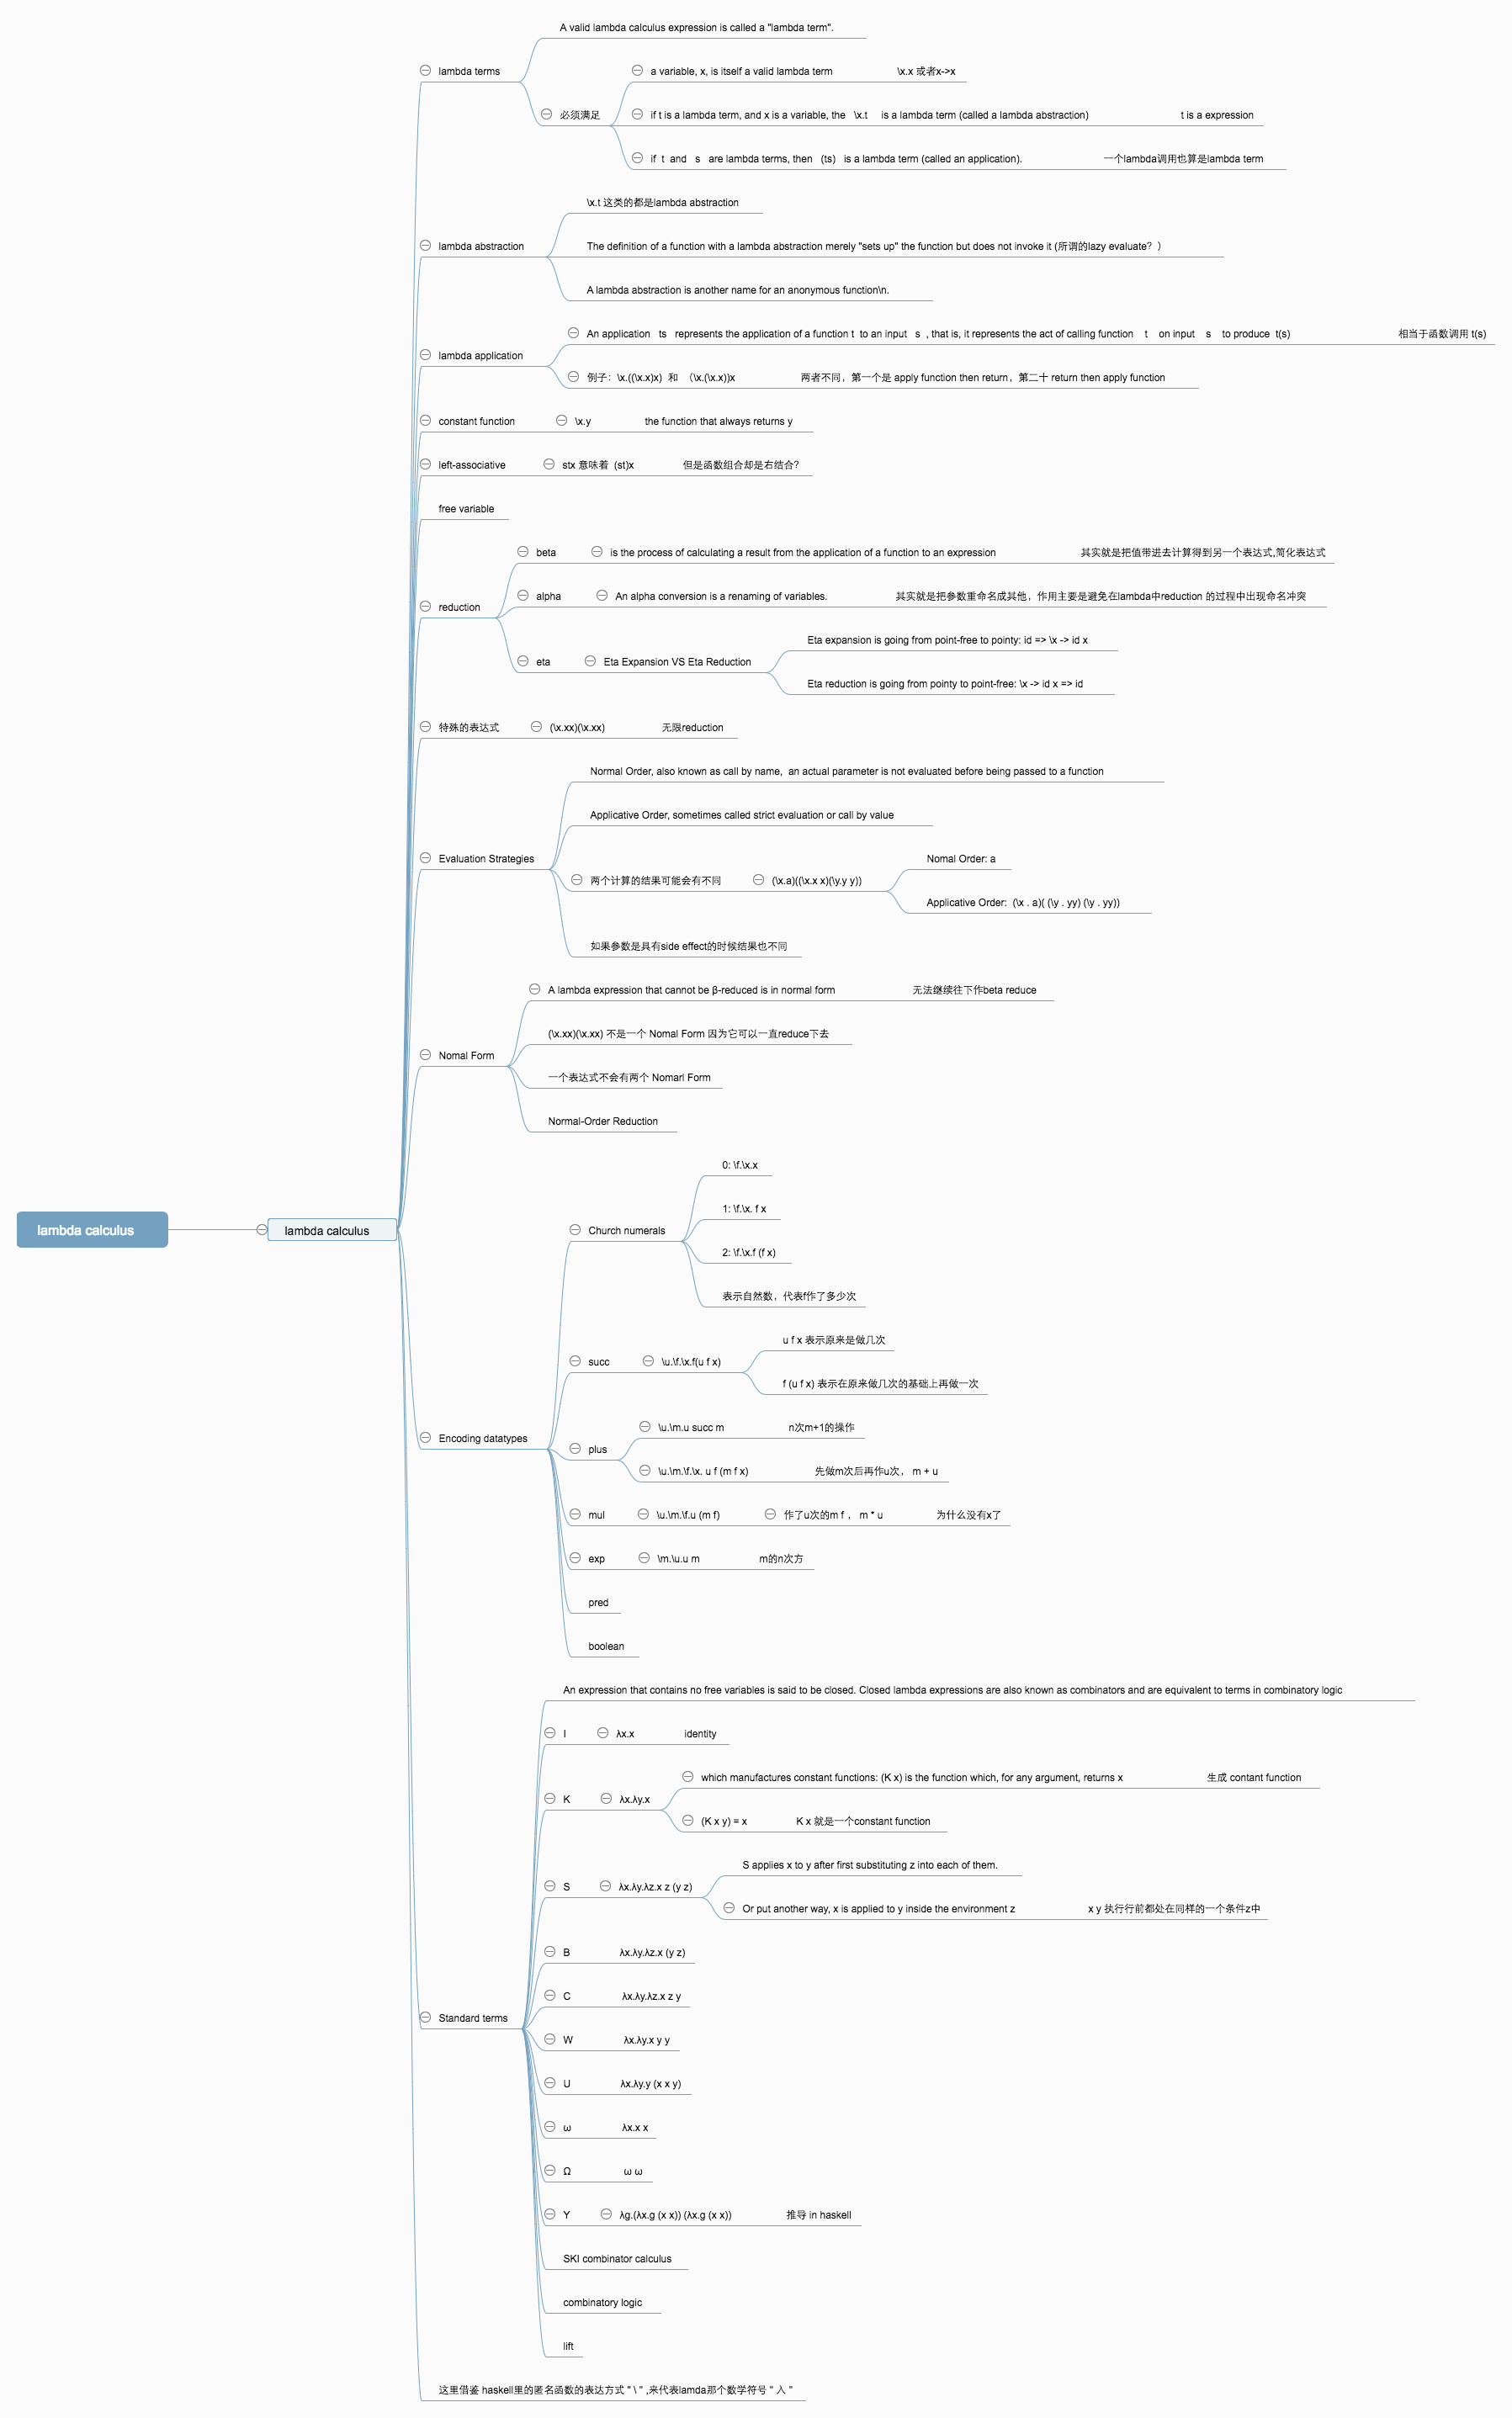 A valid lambda calculus expression is called a "lambda term".
lambda terms
a variable, x, is itself a valid lambda term \x.x 或者x->x
必须满足
if t is a lambda term, and x is a variable, the \x.t is a lambda term (called a lambda abstraction) t is a expression
if t and s are lambda terms, then (ts) is a lambda term (called an application). 一个lambda调用也算是lambda term
\x.t 这类的都是lambda abstraction
lambda abstraction
The definition of a function with a lambda abstraction merely "sets up" the function but does not invoke it (所谓的lazy evaluate？)
A lambda abstraction is another name for an anonymous function\n.
An application ts represents the application of a function t to an input s , that is, it represents the act of calling function t on input s to produce t(s) 相当于函数调用 t(s)
lambda application
例子：\x.((\x.x)x) 和 （\x.(\x.x))x 两者不同，第一个是 apply function then return，第二十 return then apply function
constant function \x.y the function that always returns y
left-associative stx 意味着 (st)x 但是函数组合却是右结合？
free variable
beta is the process of calculating a result from the application of a function to an expression 其实就是把值带进去计算得到另一个表达式,简化表达式
alpha An alpha conversion is a renaming of variables. 其实就是把参数重命名成其他，作用主要是避免在lambda中reduction 的过程中出现命名冲突
reduction
Eta expansion is going from point-free to pointy: id => \x -> id x
eta Eta Expansion VS Eta Reduction
Eta reduction is going from pointy to point-free: \x -> id x => id
特殊的表达式 (\x.xx)(\x.xx) 无限reduction
Normal Order, also known as call by name, an actual parameter is not evaluated before being passed to a function
Applicative Order, sometimes called strict evaluation or call by value
Evaluation Strategies
Nomal Order: a
两个计算的结果可能会有不同 (\x.a)((\x.x x)(\y.y y))
Applicative Order: (\x . a)( (\y . yy) (\y . yy))
如果参数是具有side effect的时候结果也不同
A lambda expression that cannot be β-reduced is in normal form 无法继续往下作beta reduce
(\x.xx)(\x.xx) 不是一个 Nomal Form 因为它可以一直reduce下去
Nomal Form
一个表达式不会有两个 Nomarl Form
Normal-Order Reduction
0: \f.\x.x
1: \f.\x. f x
lambda calculus
lambda calculus
Church numerals
2: \f.\x.f (f x)
表示自然数，代表f作了多少次
u f x 表示原来是做几次
succ \u.\f.\x.f(u f x)
f (u f x) 表示在原来做几次的基础上再做一次
Encoding datatypes
\u.\m.u succ m n次m+1的操作
plus
\u.\m.\f.\x. u f (m f x) 先做m次后再作u次， m + u
mul \u.\m.\f.u (m f) 作了u次的m f ， m * u 为什么没有x了
exp \m.\u.u m m的n次方
pred
boolean
An expression that contains no free variables is said to be closed. Closed lambda expressions are also known as combinators and are equivalent to terms in combinatory logic
I λx.x identity
which manufactures constant functions: (K x) is the function which, for any argument, returns x 生成 contant function
K λx.λy.x
(K x y) = x K x 就是一个constant function
S applies x to y after first substituting z into each of them.
S λx.λy.λz.x z (y z)
Or put another way, x is applied to y inside the environment z x y 执行行前都处在同样的一个条件z中
B λx.λy.λz.x (y z)
C λx.λy.λz.x z y
Standard terms
W λx.λy.x y y
U λx.λy.y (x x y)
ω λx.x x
Ω ω ω
Y λg.(λx.g (x x)) (λx.g (x x)) 推导 in haskell
SKI combinator calculus
combinatory logic
lift
这里借鉴 haskell里的匿名函数的表达方式 " \ " ,来代表lamda那个数学符号 " 入 "